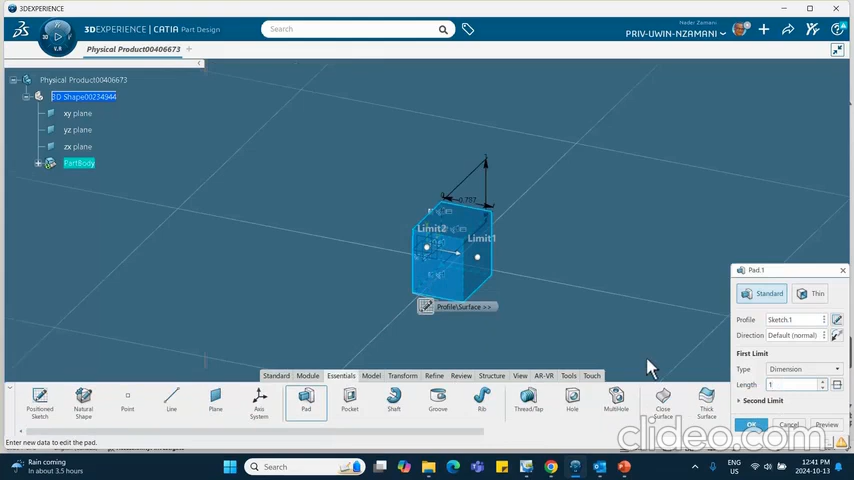 3DEXPERIENCE
3DEXPERIENCE | CATIA Part Design
Search
Nader Zamani
PRIV-UWIN-NZAMANI
Physical Product00406673
Physical Product00406673
3D Shape00234944
xy plane
yz plane
zx plane
PartBody
0.787
Limit2
Limit1
Profile\Surface >>
Pad.1
Standard
Thin
Profile
Sketch.1
Direction
Default (normal)
First Limit
Type
Dimension
Length
1
Second Limit
OK
Cancel
Preview
Standard
Module
Essentials
Model
Transform
Refine
Review
Structure
View
AR-VR
Tools
Touch
Positioned Sketch
Natural Shape
Point
Line
Plane
Axis System
Pad
Pocket
Shaft
Groove
Rib
Thread/Tap
Hole
MultiHole
Close Surface
Thick Surface
Enter new data to edit the pad.
clideo.com
Rain coming
In about 3.5 hours
Search
ENG
US
12:41 PM
2024-10-13